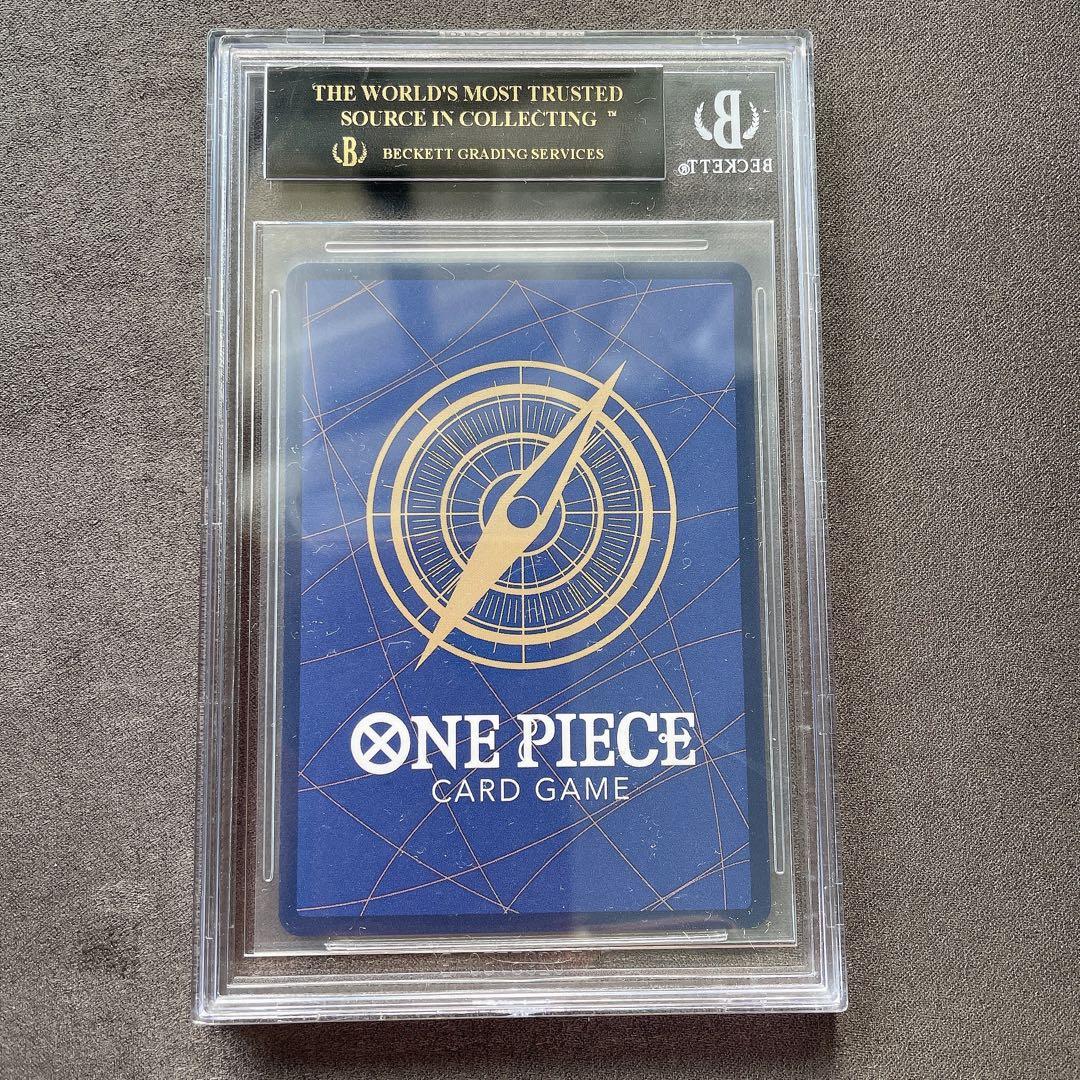 THE WORLD'S MOST TRUSTED
SOURCE IN COLLECTING ™
B BECKETT GRADING SERVICES
B
BECKETT®
ONE PIECE
CARD GAME